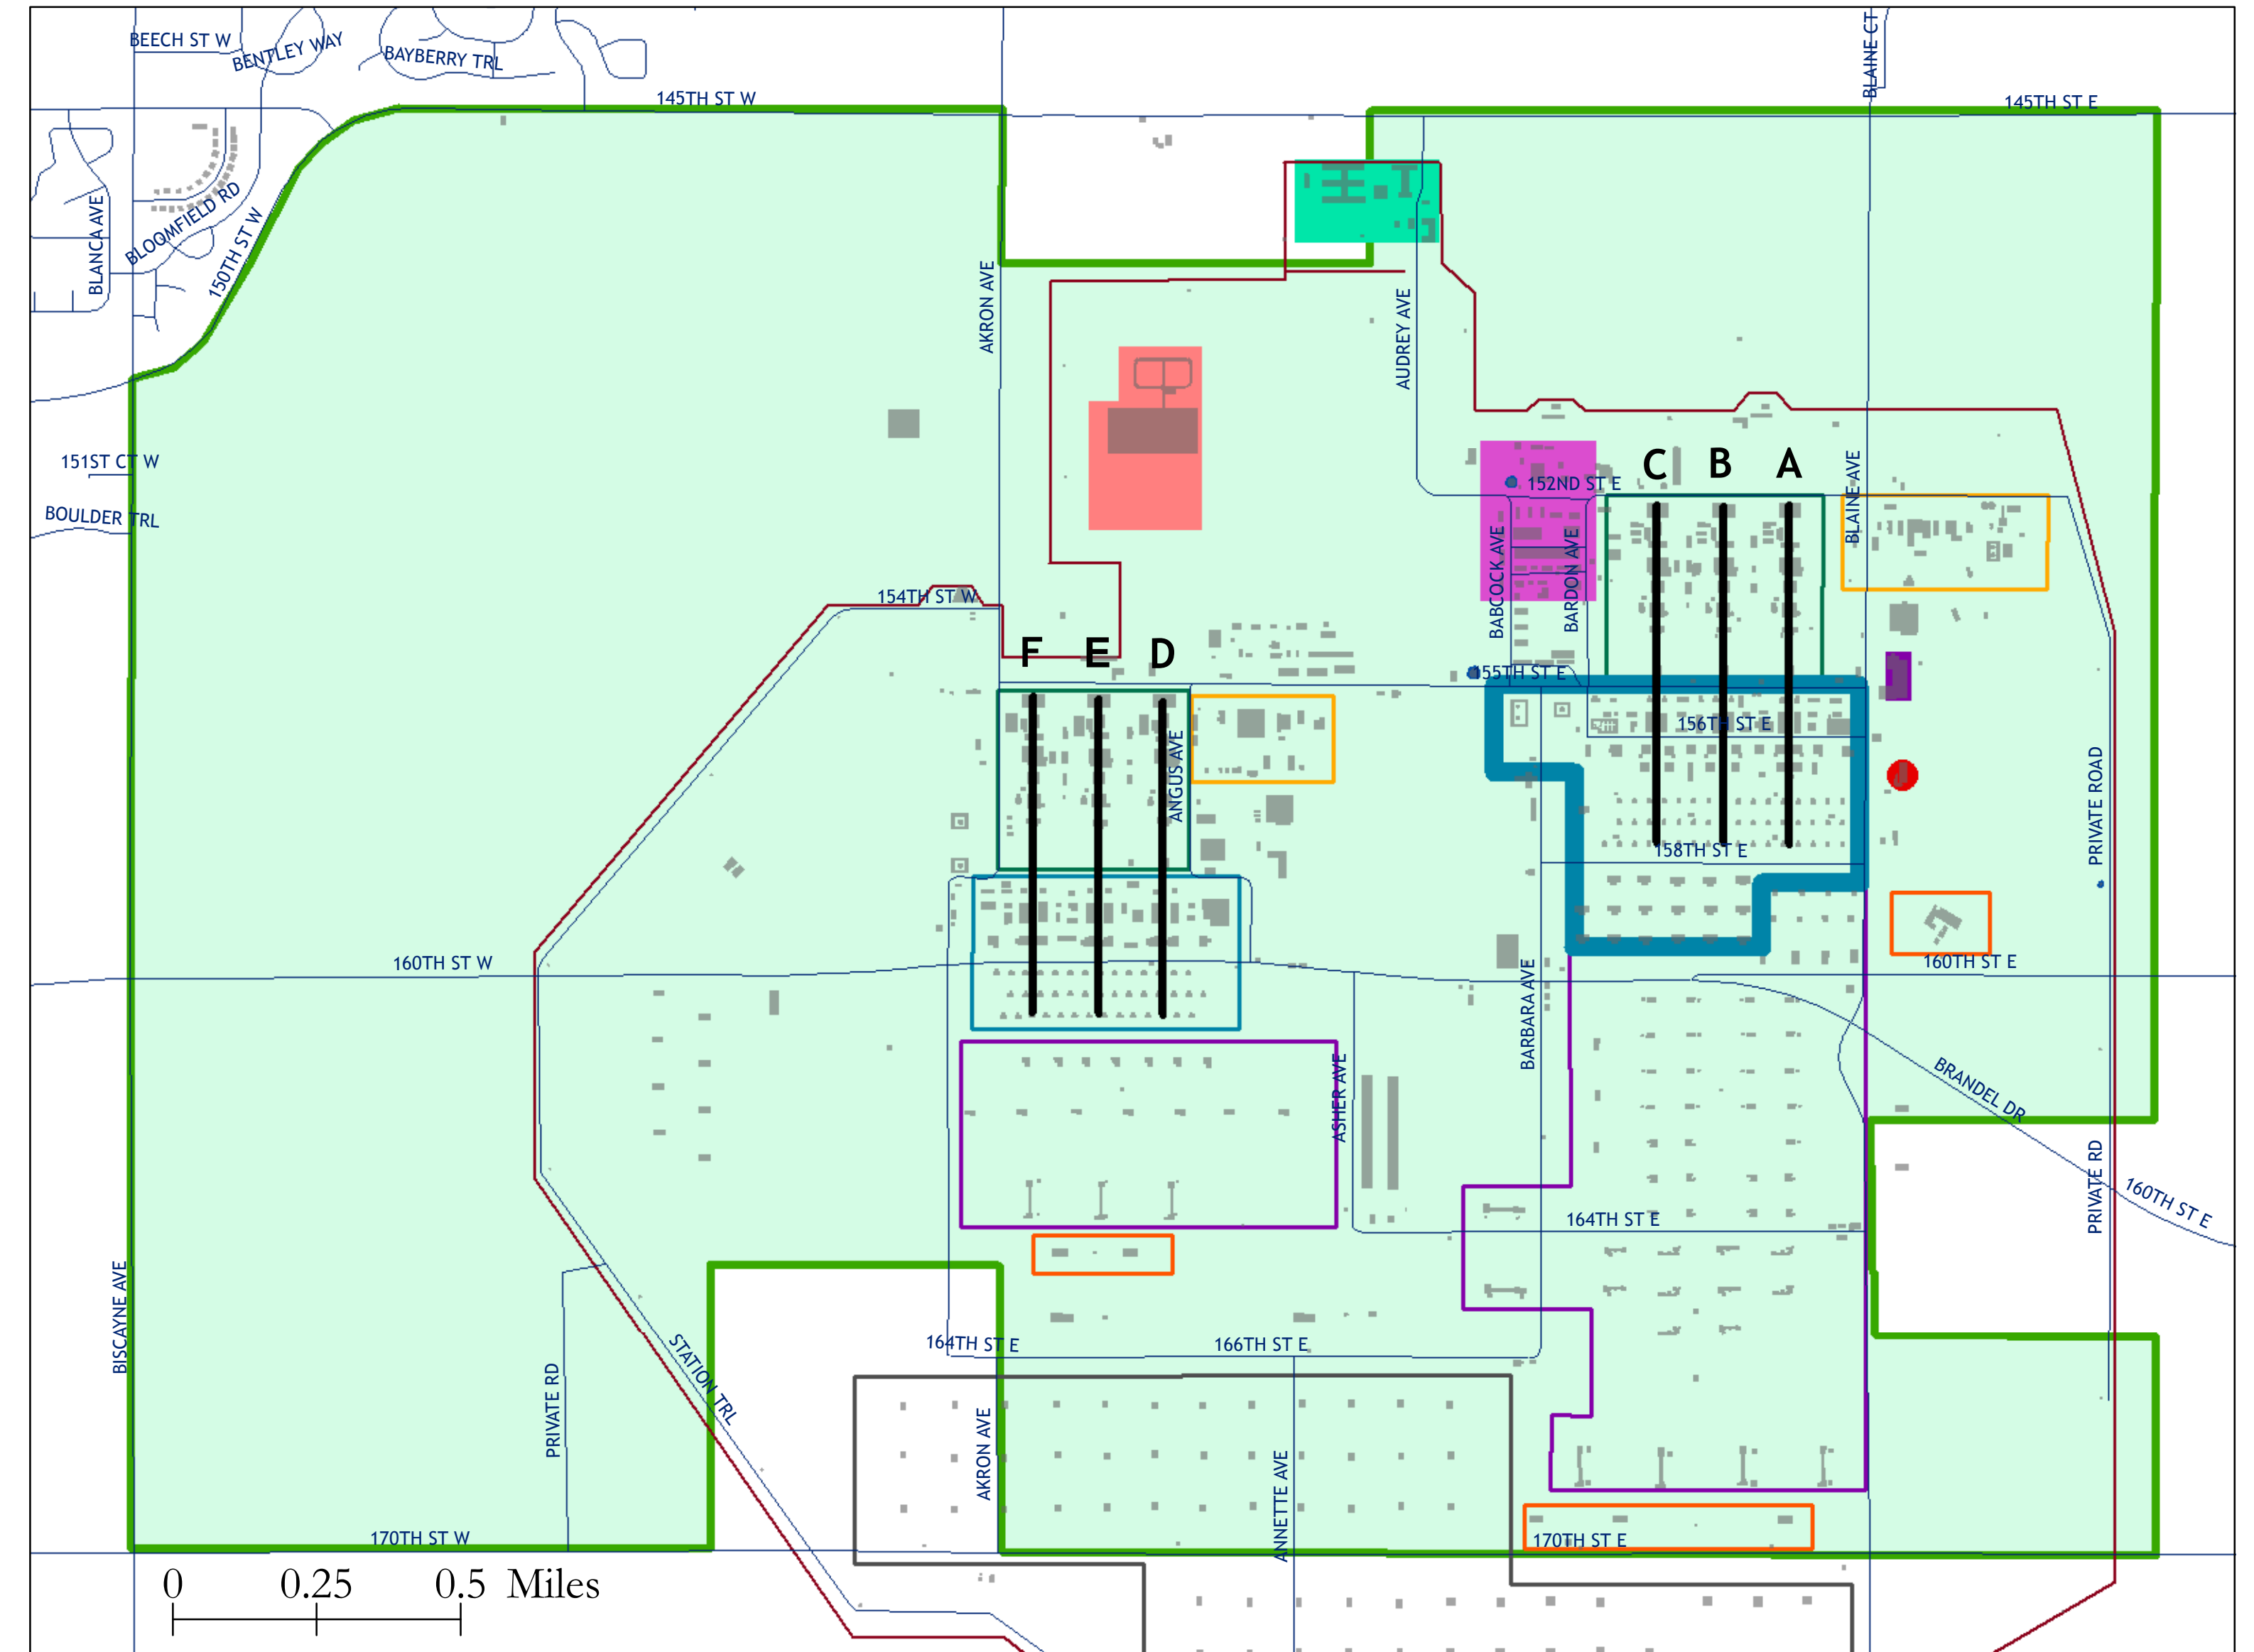 BEECH ST W
BENTLEY WAY
BAYBERRY TRL
BLAINE CT
145TH ST W
145TH ST E
BLANCA AVE
BLOOMFIELD RD
150TH ST W
AKRON AVE
AUDREY AVE
151ST CT W
BOULDER TRL
C
B
A
152ND ST E
BLAINE AVE
BABCOCK AVE
BARDON AVE
154TH ST W
F
E
D
155TH ST E
156TH ST E
ANGUS AVE
PRIVATE ROAD
158TH ST E
160TH ST W
160TH ST E
BARBARA AVE
ASHER AVE
BRANDEL DR
PRIVATE RD
160TH ST E
164TH ST E
BISCAYNE AVE
STATION TRL
164TH ST E
166TH ST E
PRIVATE RD
AKRON AVE
ANNETTE AVE
170TH ST W
170TH ST E
0 0.25 0.5 Miles